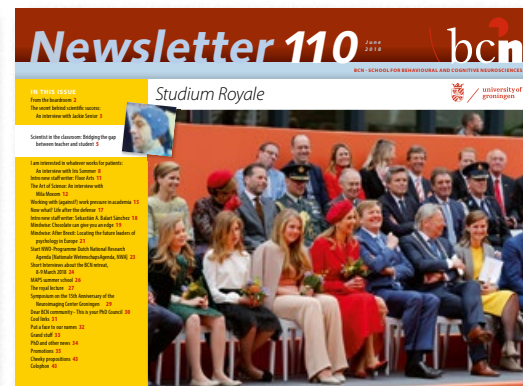 Newsletter 110
June
2018
bcn
BCN - SCHOOL FOR BEHAVIOURAL AND COGNITIVE NEUROSCIENCES
IN THIS ISSUE
From the boardroom 2
The secret behind scientific success:
An interview with Jackie Senior 3
Scientist in the classroom: Bridging the gap
between teacher and student 5
I am interested in whatever works for patients:
An interview with Iris Sommer 8
Intro new staff writer: Floor Arts 11
The Art of Science: An interview with
Mila Mason 12
Working with (against?) work pressure in academia 15
Now what? Life after the defense 17
Intro new staff writer: Sebastián A. Balart Sánchez 18
Mindwise: Chocolate can give you an edge 19
Mindwise: After Brexit: Locating the future leaders of
psychology in Europe 21
Start NWO-Programme Dutch National Research
Agenda (Nationale WetenschapsAgenda, NWA) 23
Short Interviews about the BCN retreat,
8-9 March 2018 24
MAPS summer school 26
The royal lecture 27
Symposium on the 15th Anniversary of the
Neuroimaging Center Groningen 29
Dear BCN community - This is your PhD Council 30
Cool links 31
Put a face to our names 32
Grand stuff 33
PhD and other news 34
Promotions 35
Cheeky propositions 43
Colophon 43
Studium Royale
university of
groningen